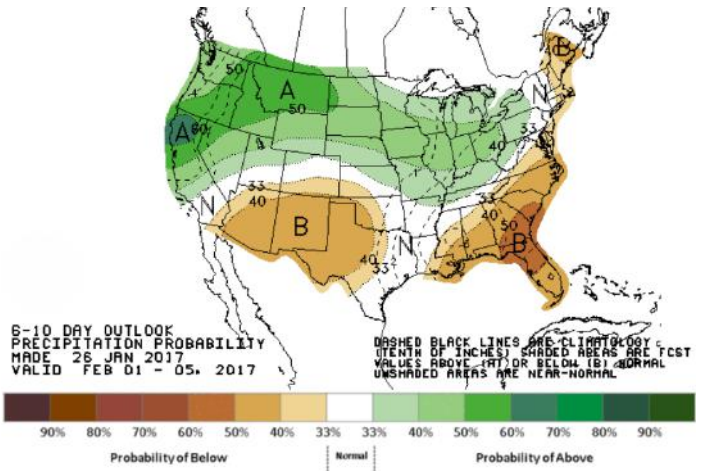 50
A
50
A
60
N
33
40
B
40
33
N
33
40
33
40
50
B
N
40
B
6-10 DAY OUTLOOK
PRECIPITATION PROBABILITY
MADE 26 JAN 2017
VALID FEB 01 - 05, 2017
DASHED BLACK LINES ARE CLIMATOLOGY
(TENTH OF INCHES) SHADED AREAS ARE FCST
VALUES ABOVE (A) OR BELOW (B) NORMAL
UNSHADED AREAS ARE NEAR-NORMAL
90% 80% 70% 60% 50% 40% 33% 33% 40% 50% 60% 70% 80% 90%
Probability of Below Normal Probability of Above